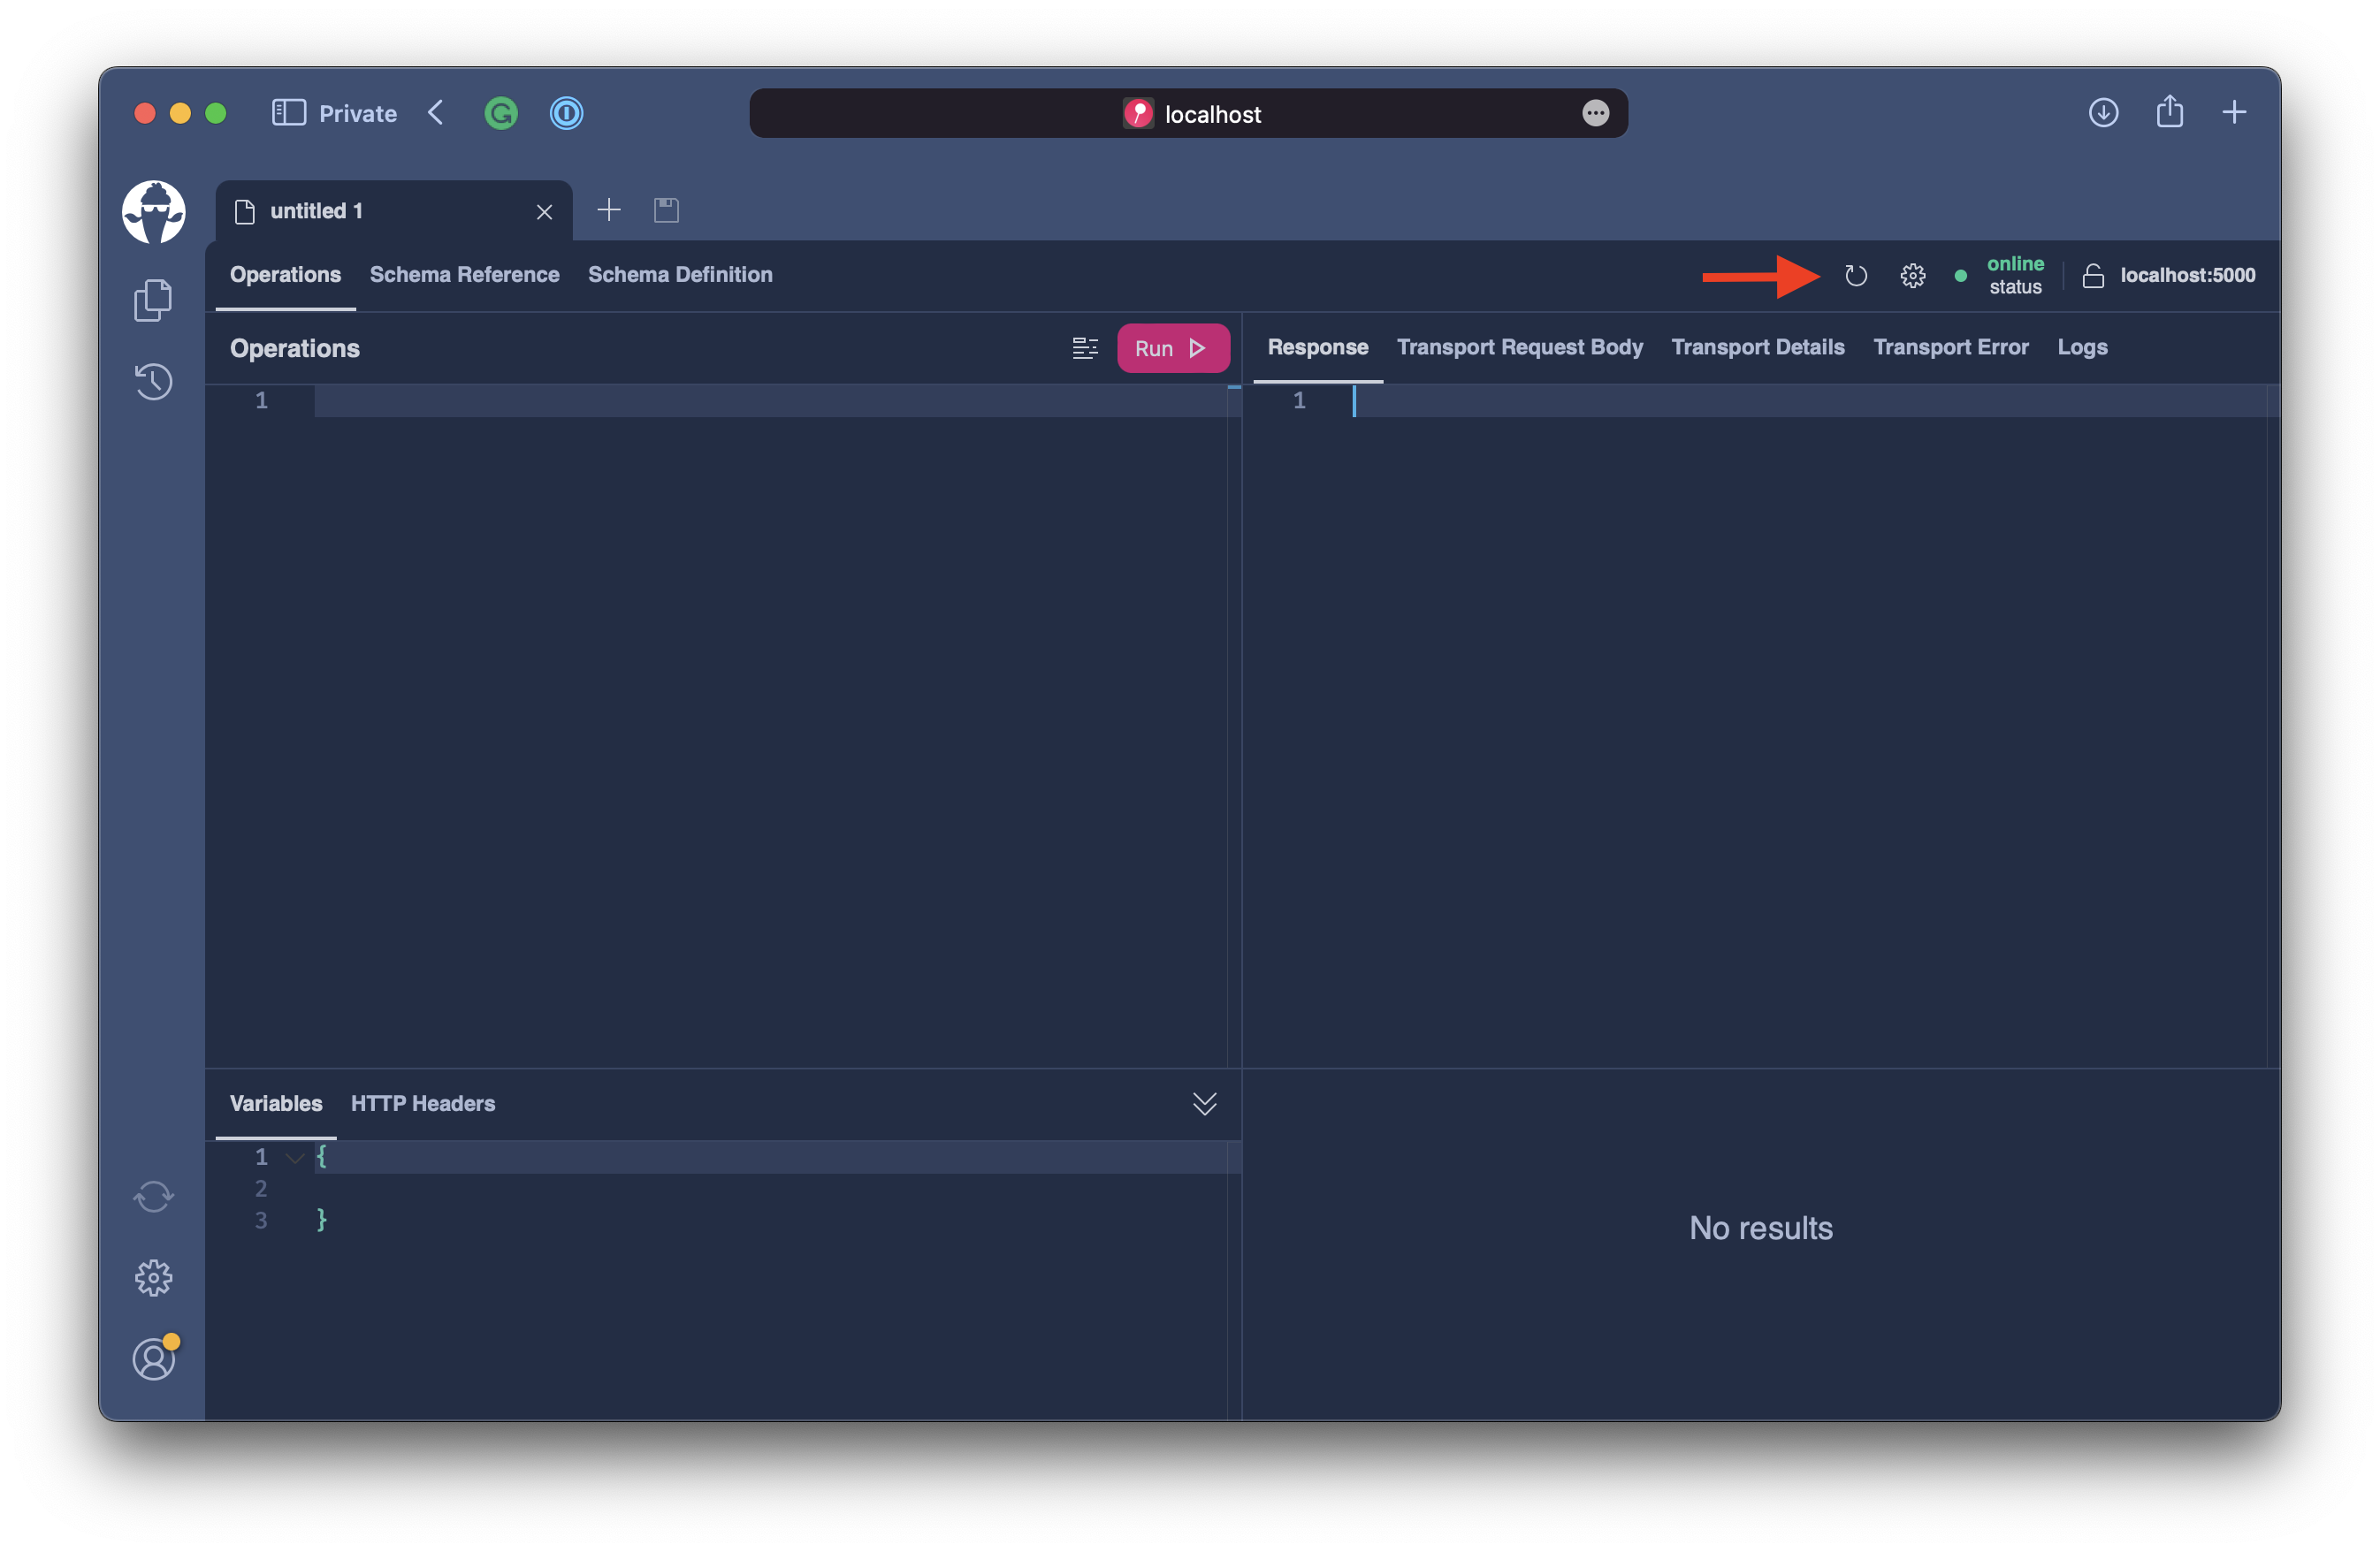 Private
localhost
untitled 1
Operations Schema Reference Schema Definition
online
status
localhost:5000
Operations
Run
Response Transport Request Body Transport Details Transport Error Logs
1
1
Variables HTTP Headers
1 {
2
3 }
No results